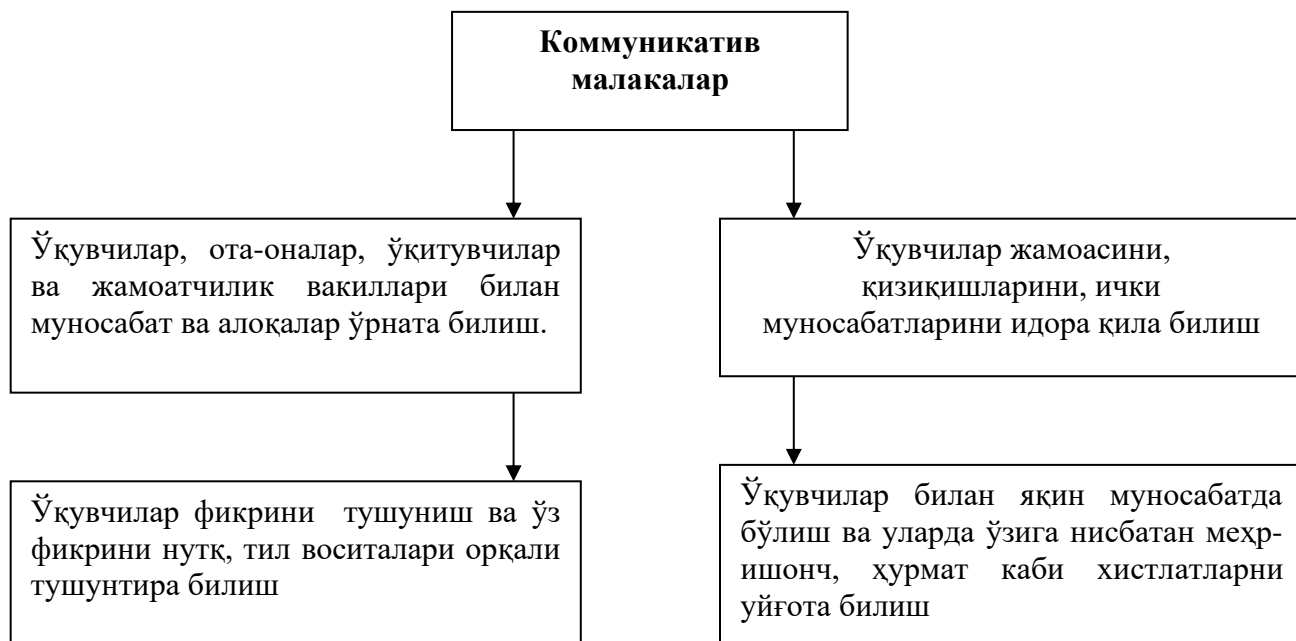 Коммуникатив
малакалар
Ўқувчилар, ота-оналар, ўқитувчилар
ва жамоатчилик вакиллари билан
муносабат ва алоқалар ўрната билиш.
Ўқувчилар жамоасини,
қизиқишларини, ички
муносабатларини идора қила билиш
Ўқувчилар фикрини тушуниш ва ўз
фикрини нутқ, тил воситалари орқали
тушунтира билиш
Ўқувчилар билан яқин муносабатда
бўлиш ва уларда ўзига нисбатан меҳр-
ишонч, ҳурмат каби хистлатларни
уйғота билиш